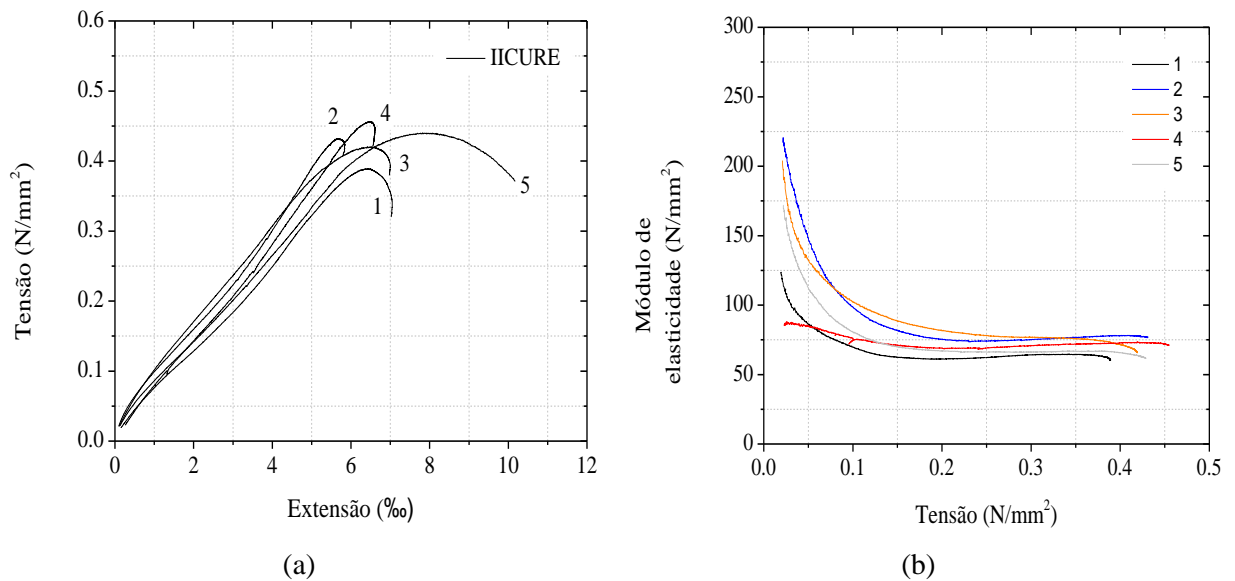 0.6
0.5
0.4
0.3
0.2
0.1
0.0
Tensão (N/mm²)
IICURE
2
4
3
5
1
0 2 4 6 8 10 12
Extensão (‰)
(a)
300
250
200
150
100
50
0
Módulo de
elasticidade (N/mm²)
1
2
3
4
5
0.0 0.1 0.2 0.3 0.4 0.5
Tensão (N/mm²)
(b)